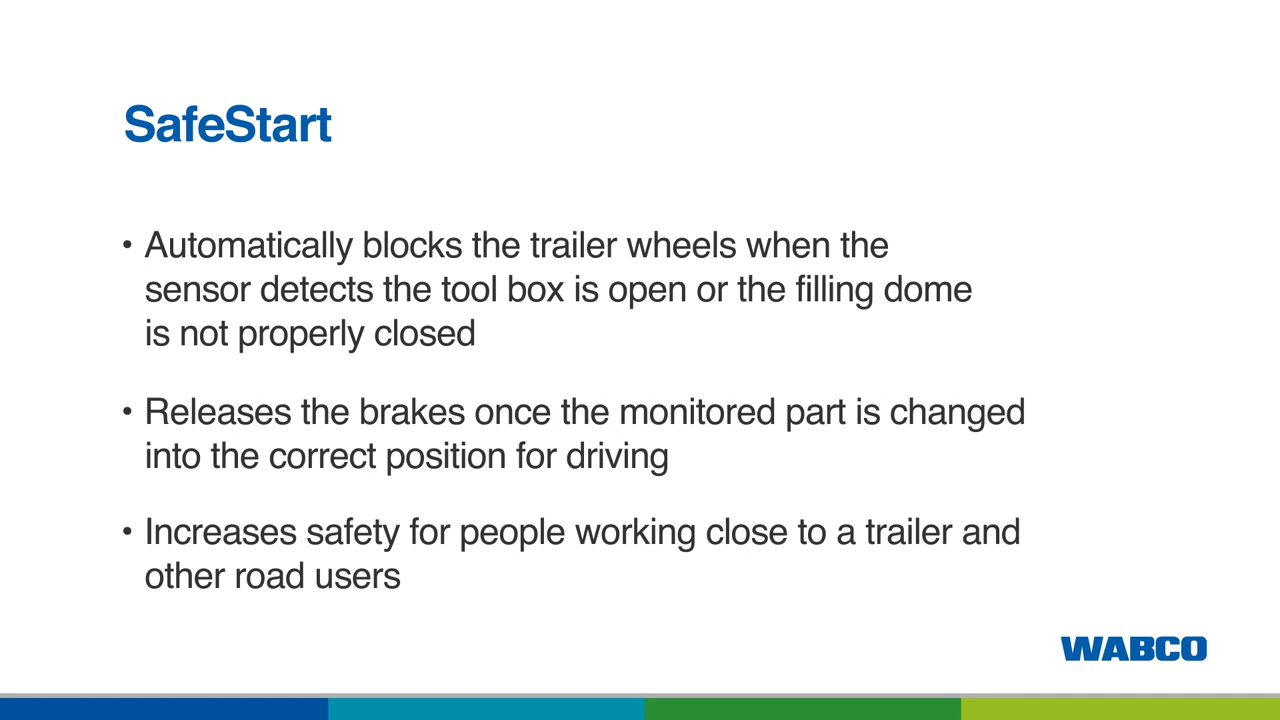 SafeStart
• Automatically blocks the trailer wheels when the
sensor detects the tool box is open or the filling dome
is not properly closed
• Releases the brakes once the monitored part is changed
into the correct position for driving
• Increases safety for people working close to a trailer and
other road users
WABCO